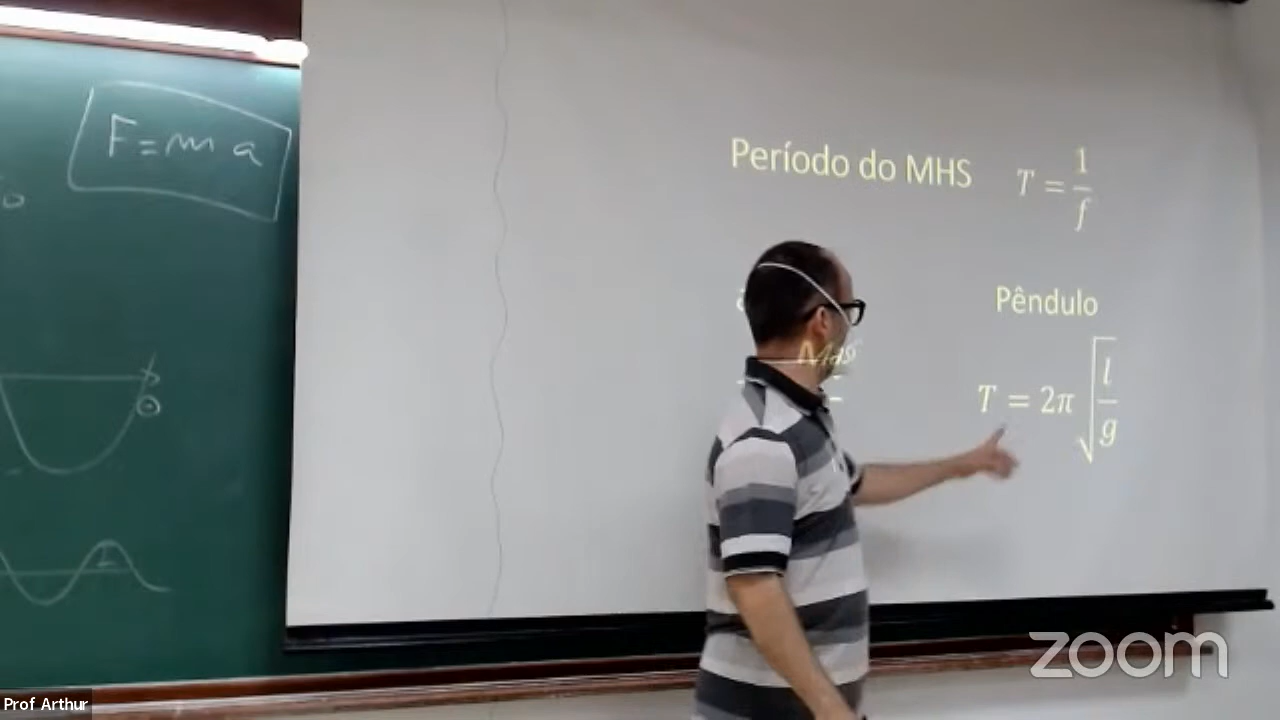 F = m a
Período do MHS
T = 1/f
Pêndulo
T = 2π √(l/g)
zoom
Prof Arthur